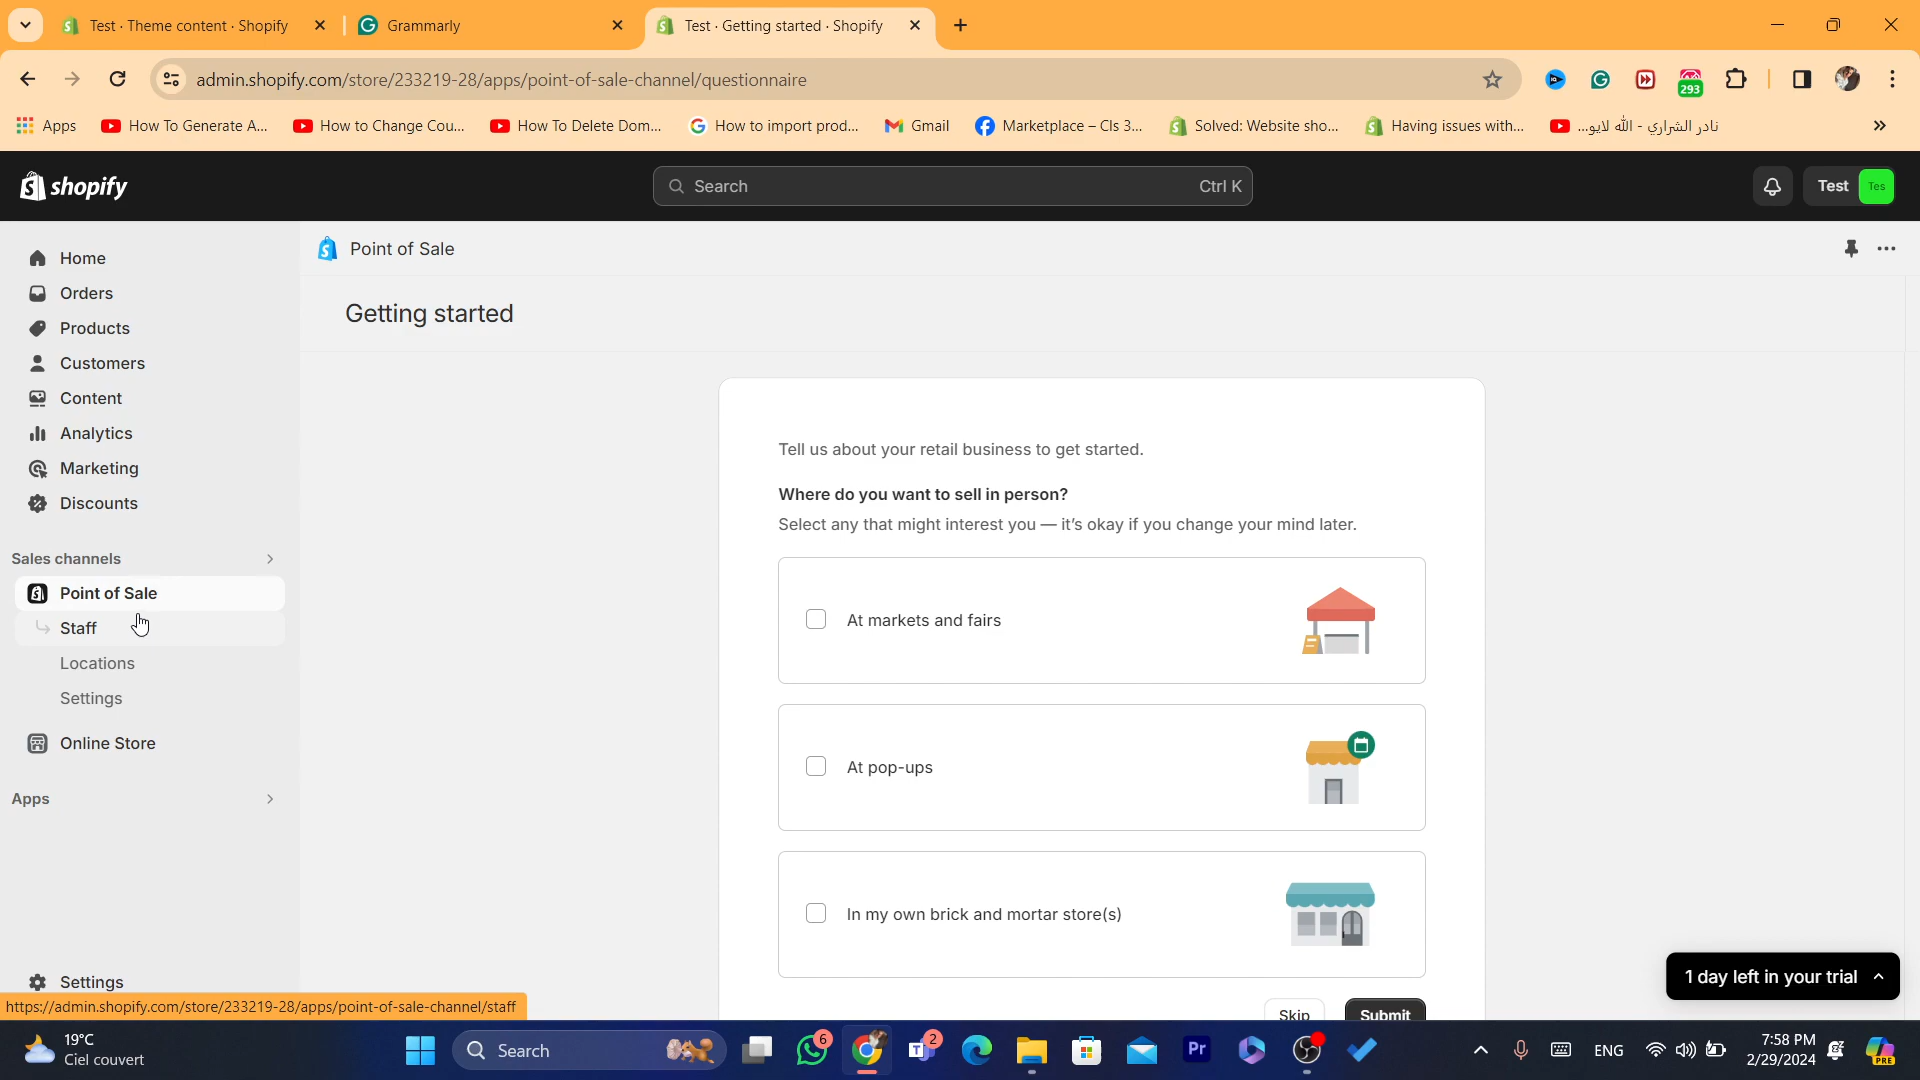 Test · Theme content · Shopify
Grammarly
Test · Getting started · Shopify
admin.shopify.com/store/233219-28/apps/point-of-sale-channel/questionnaire
293
Apps
How To Generate A...
How to Change Cou...
How To Delete Dom...
How to import prod...
Gmail
Marketplace – Cls 3...
Solved: Website sho...
Having issues with...
نادر الشراري - الله لايو...
shopify
Search
Ctrl K
Test
Tes
Home
Orders
Products
Customers
Content
Analytics
Marketing
Discounts
Sales channels
Point of Sale
Staff
Locations
Settings
Online Store
Apps
Settings
Point of Sale
Getting started
Tell us about your retail business to get started.
Where do you want to sell in person?
Select any that might interest you — it's okay if you change your mind later.
At markets and fairs
At pop-ups
In my own brick and mortar store(s)
Skip
Submit
1 day left in your trial
https://admin.shopify.com/store/233219-28/apps/point-of-sale-channel/staff
19°C
Ciel couvert
Search
6
2
Pr
ENG
7:58 PM
2/29/2024
PRE